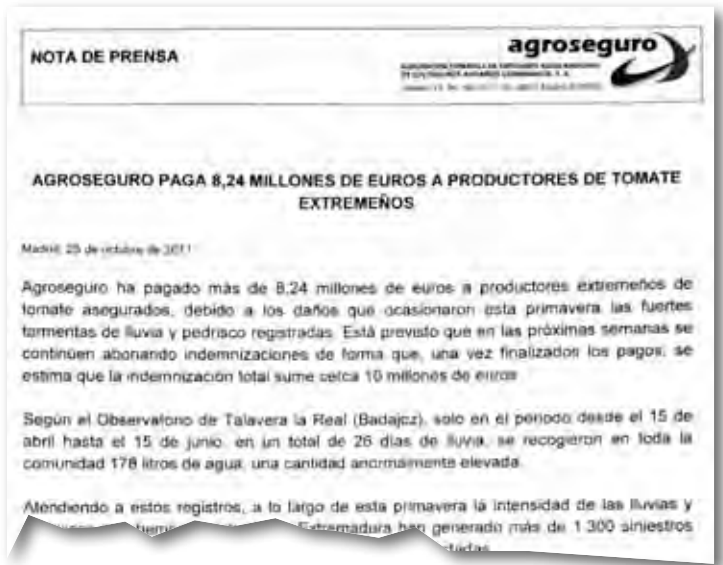 NOTA DE PRENSA
agroseguro
AGROSEGURO PAGA 8,24 MILLONES DE EUROS A PRODUCTORES DE TOMATE
EXTREMEÑOS
Madrid, 25 de octubre de 2011
Agroseguro ha pagado más de 8,24 millones de euros a productores extremeños de
tomate asegurados, debido a los daños que ocasionaron esta primavera las fuertes
tormentas de lluvia y pedrisco registradas. Está previsto que en las próximas semanas se
continúen abonando indemnizaciones de forma que, una vez finalizados los pagos, se
estima que la indemnización total sume cerca 10 millones de euros
Según el Observatorio de Talavera la Real (Badajoz), solo en el periodo desde el 15 de
abril hasta el 15 de junio, en un total de 26 días de lluvia, se recogieron en toda la
comunidad 178 litros de agua, una cantidad anormalmente elevada.
Atendiendo a estos registros, a lo largo de esta primavera la intensidad de las lluvias y
Extremadura han generado más de 1.300 siniestros